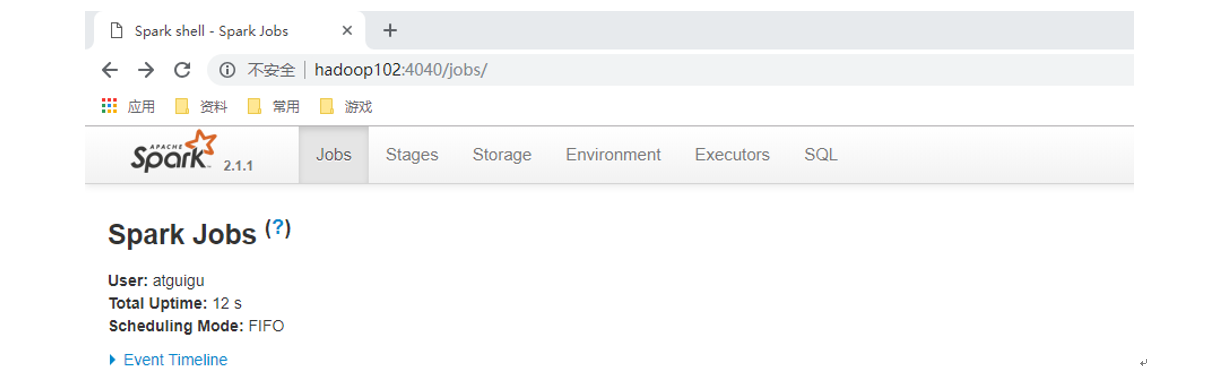 Spark shell - Spark Jobs
不安全 hadoop102:4040/jobs/
应用 资料 常用 游戏
APACHE Spark 2.1.1 Jobs Stages Storage Environment Executors SQL
Spark Jobs (?)
User: atguigu
Total Uptime: 12 s
Scheduling Mode: FIFO
Event Timeline